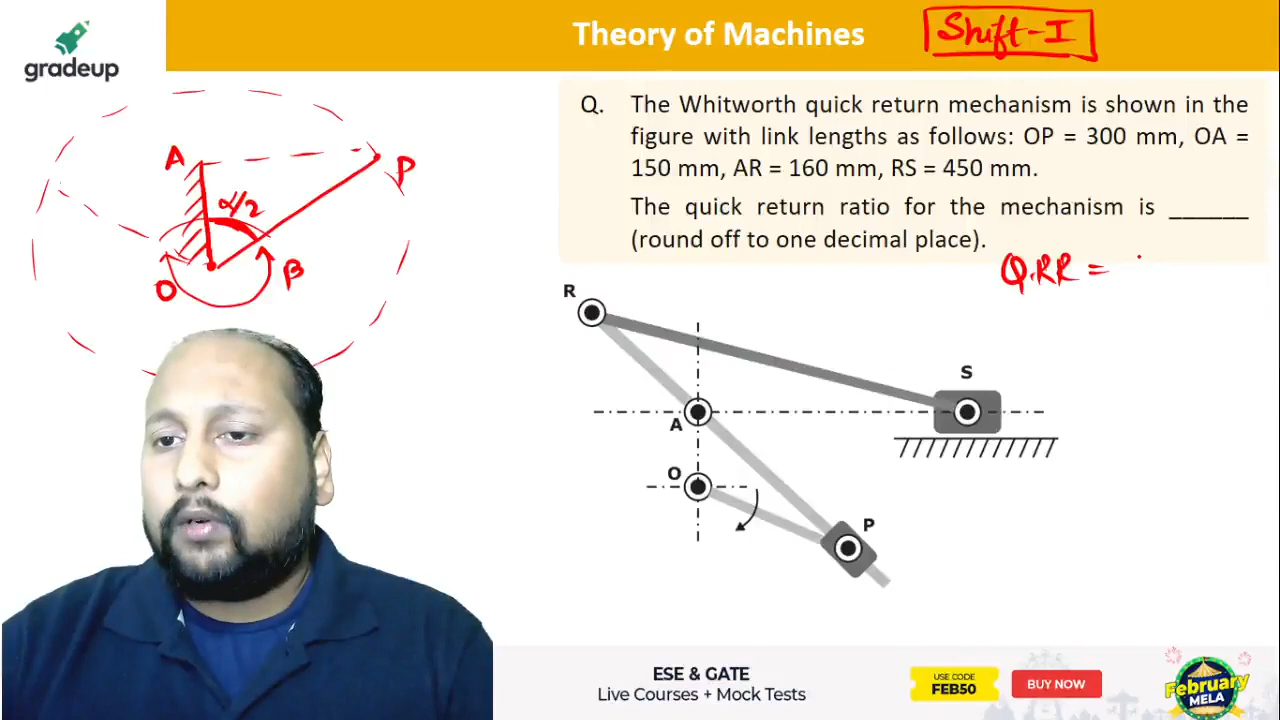 gradeup
Theory of Machines
Shift-I
Q. The Whitworth quick return mechanism is shown in the
figure with link lengths as follows: OP = 300 mm, OA =
150 mm, AR = 160 mm, RS = 450 mm.
The quick return ratio for the mechanism is ______
(round off to one decimal place).
Q.RR =
A
P
α/2
O
β
R
S
A
O
P
ESE & GATE
Live Courses + Mock Tests
USE CODE
FEB50
BUY NOW
February
MELA